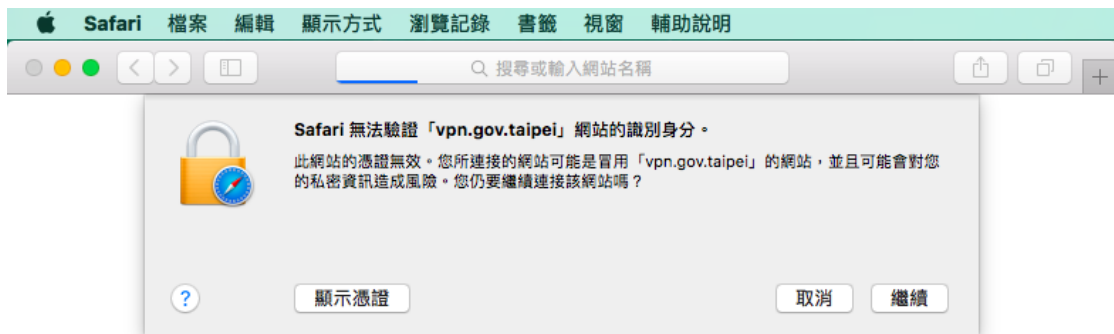 Safari 檔案 編輯 顯示方式 瀏覽記錄 書籤 視窗 輔助說明
搜尋或輸入網站名稱
Safari 無法驗證「vpn.gov.taipei」網站的識別身分。
此網站的憑證無效。您所連接的網站可能是冒用「vpn.gov.taipei」的網站，並且可能會對您
的私密資訊造成風險。您仍要繼續連接該網站嗎？
? 顯示憑證 取消 繼續